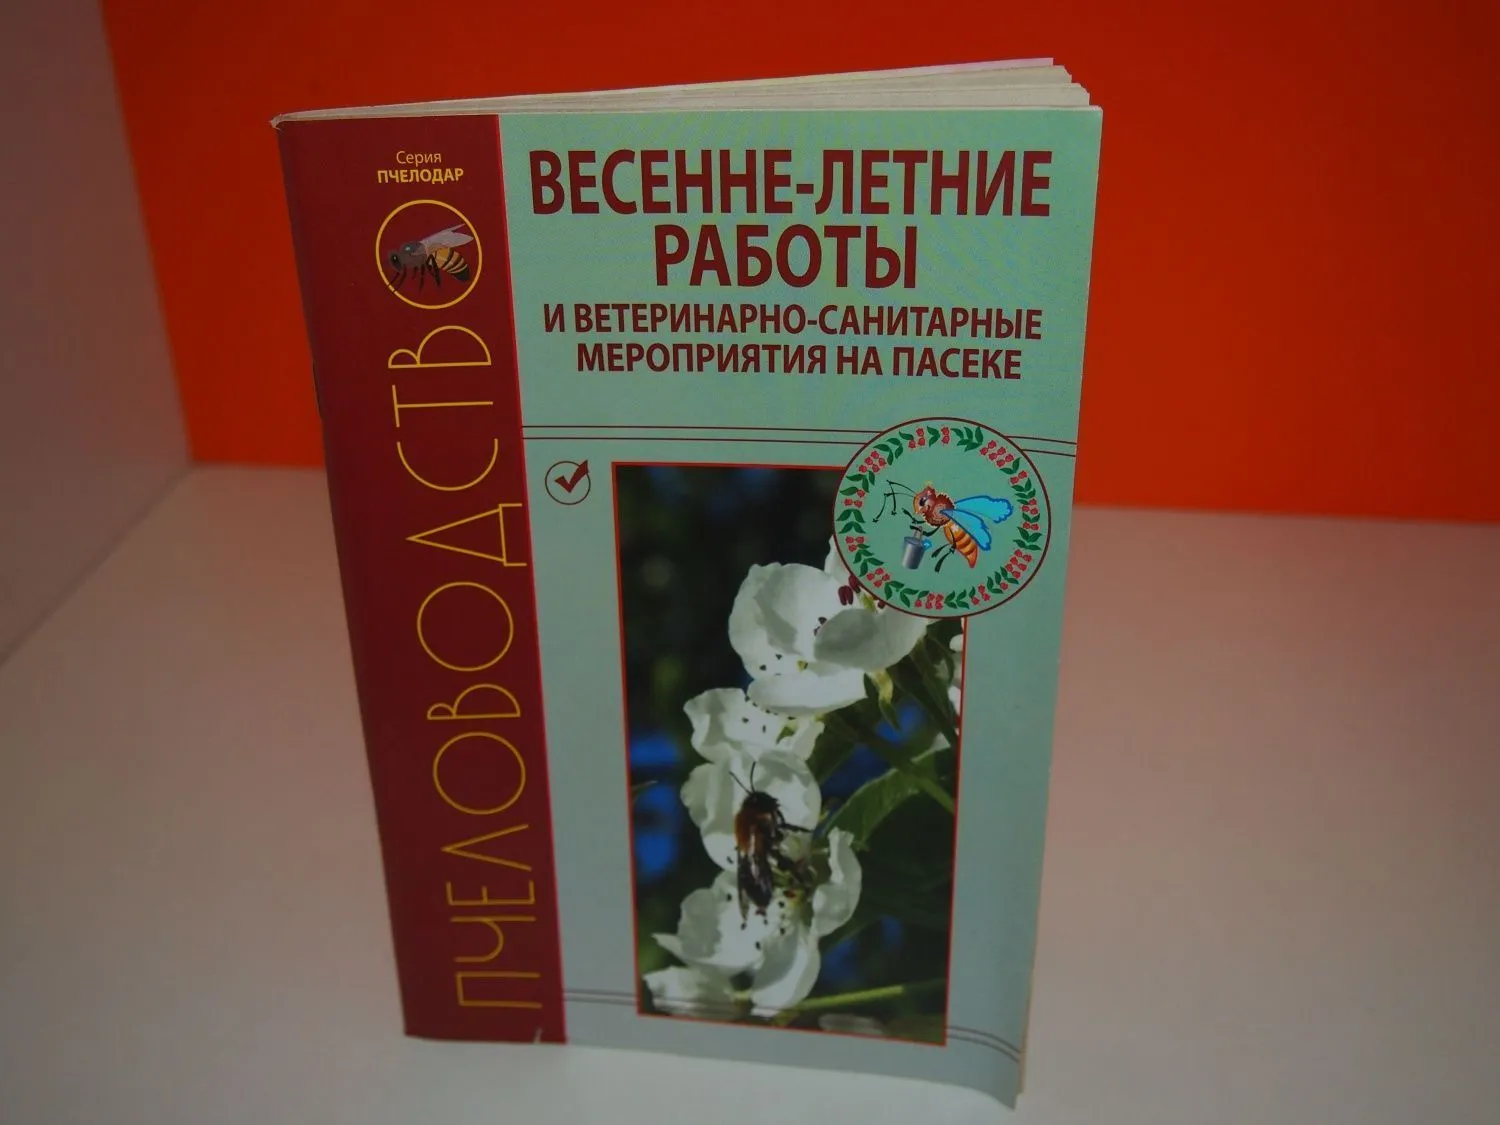 Серия
ПЧЕЛОДАР
ПЧЕЛОВОДСТВО
ВЕСЕННЕ-ЛЕТНИЕ
РАБОТЫ
И ВЕТЕРИНАРНО-САНИТАРНЫЕ
МЕРОПРИЯТИЯ НА ПАСЕКЕ